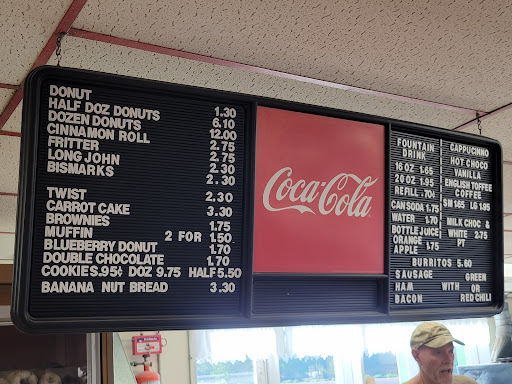 DONUT 1.30
HALF DOZ DONUTS 6.10
DOZEN DONUTS 12.00
CINNAMON ROLL 2.75
FRITTER 2.75
LONG JOHN 2.30
BISMARKS 2.30
TWIST 2.30
CARROT CAKE 3.30
BROWNIES 1.75
MUFFIN 2 FOR 1.50
BLUEBERRY DONUT 1.70
DOUBLE CHOCOLATE 1.70
COOKIES.95¢ DOZ 9.75 HALF 5.50
BANANA NUT BREAD 3.30
Coca-Cola
FOUNTAIN
DRINK
16 OZ 1.65
20 OZ 1.95
REFILL .70¢
CAN SODA 1.75
WATER 1.70
BOTTLE JUICE
ORANGE
APPLE 1.75
CAPPUCINNO
HOT CHOCO
VANILLA
ENGLISH TOFFEE
COFFEE
SM 1.65 LG 1.95
MILK CHOC &
WHITE 2.75
PT
BURRITOS 5.60
SAUSAGE GREEN
HAM WITH OR
BACON RED CHILI